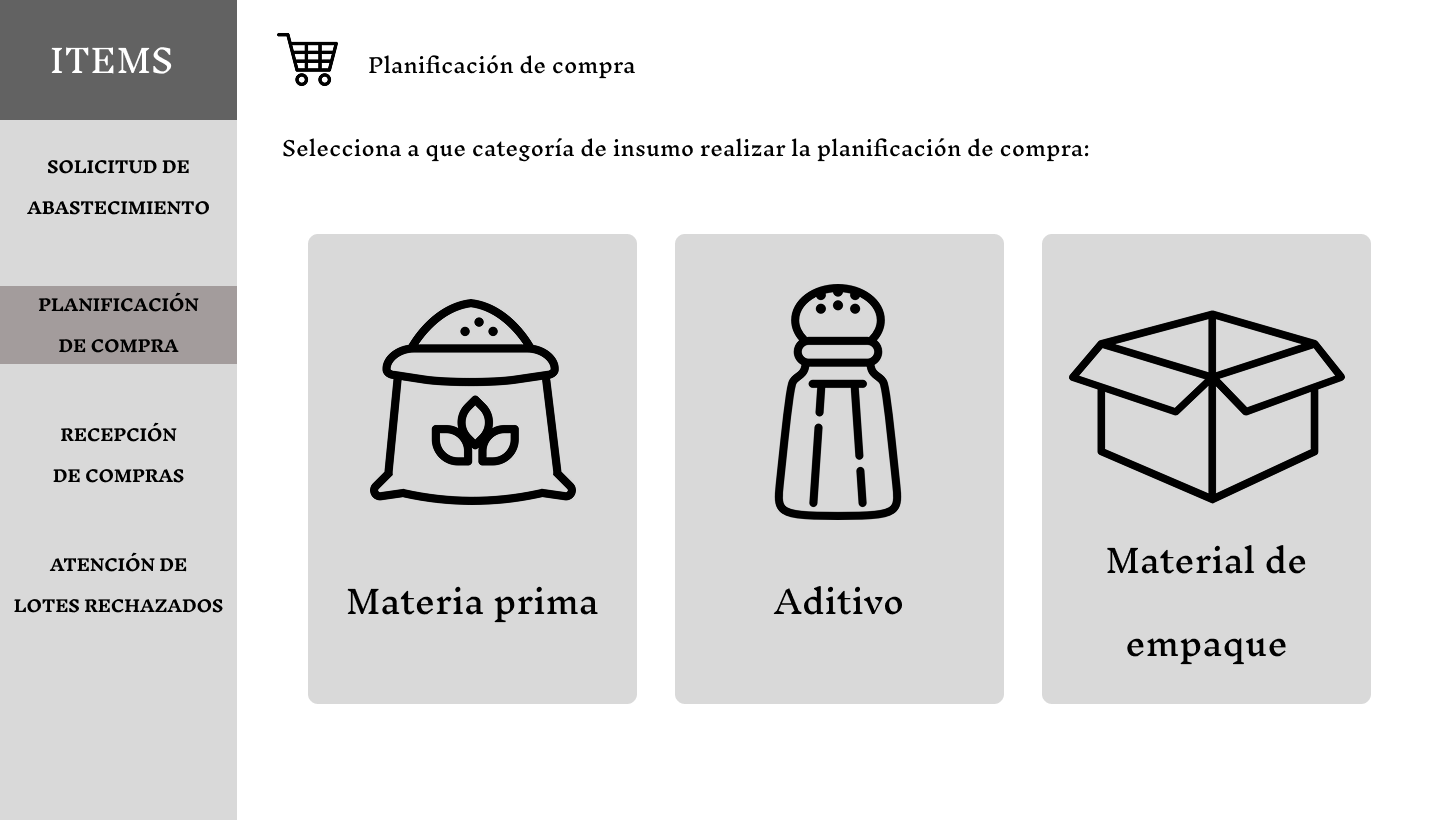 ITEMS
SOLICITUD DE
ABASTECIMIENTO
PLANIFICACIÓN
DE COMPRA
RECEPCIÓN
DE COMPRAS
ATENCIÓN DE
LOTES RECHAZADOS
Planificación de compra
Selecciona a que categoría de insumo realizar la planificación de compra:
Materia prima
Aditivo
Material de
empaque